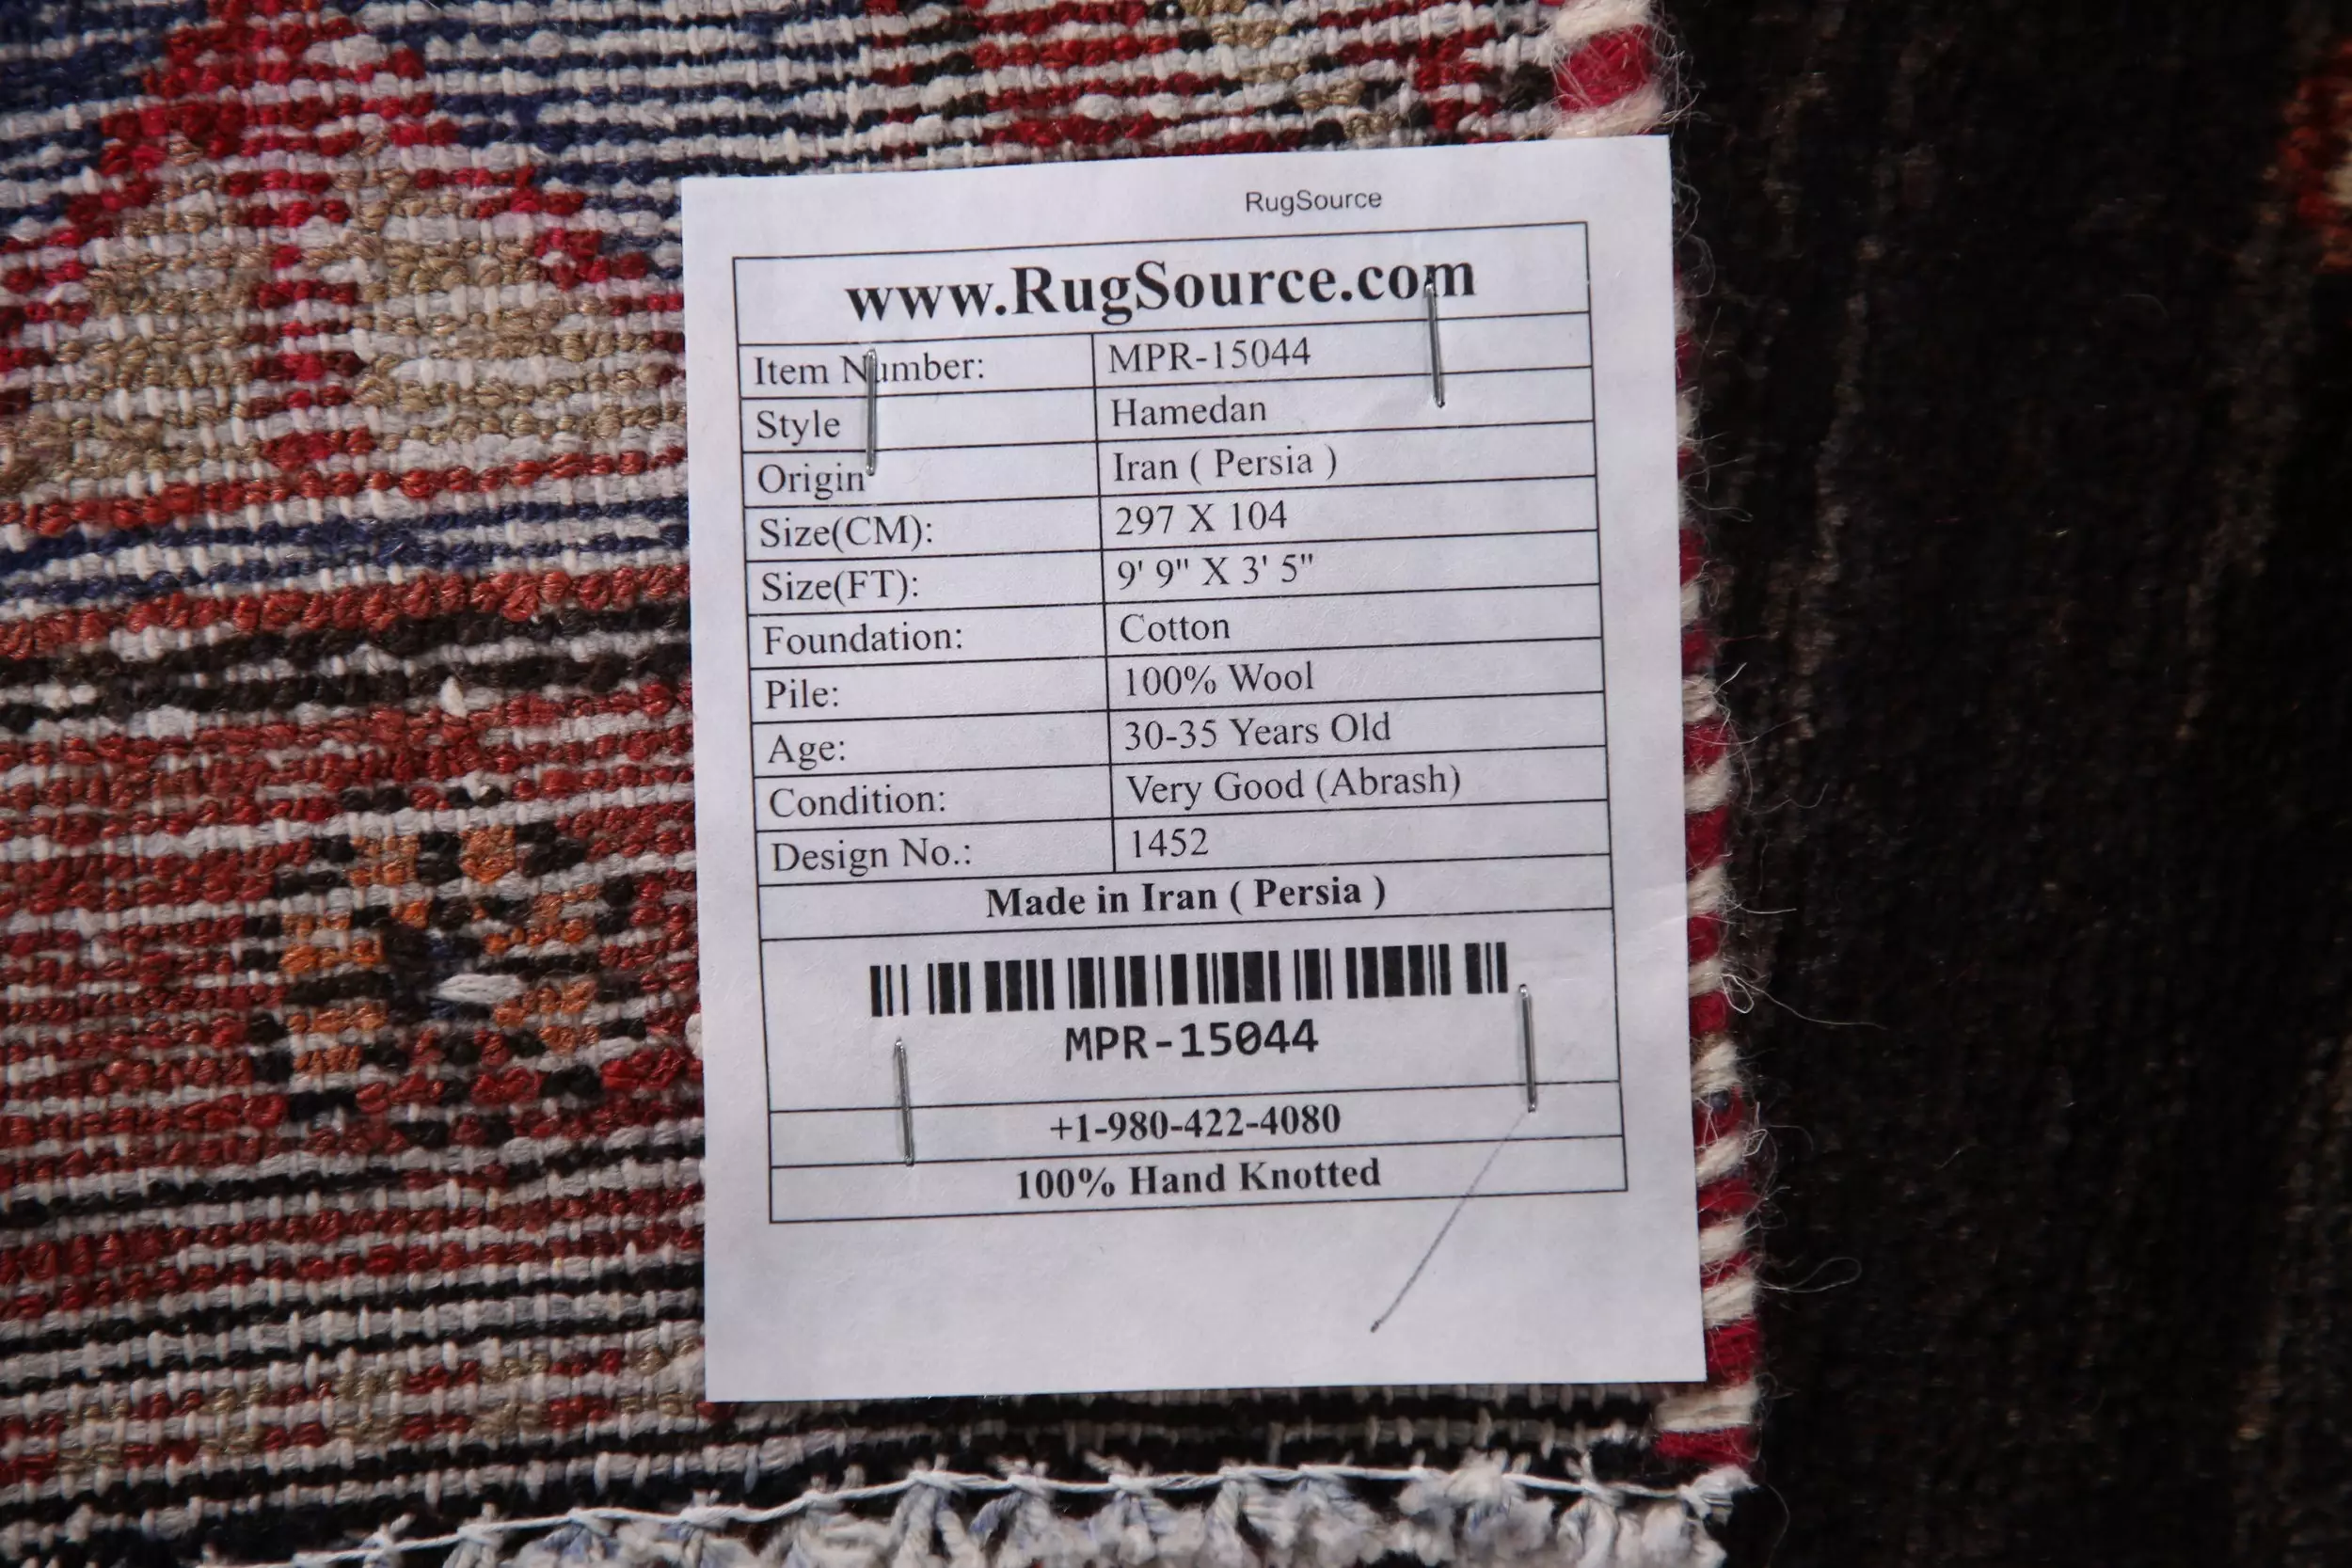 RugSource
www.RugSource.com
Item Number: MPR-15044
Style Hamedan
Origin Iran ( Persia )
Size(CM): 297 X 104
Size(FT): 9' 9" X 3' 5"
Foundation: Cotton
Pile: 100% Wool
Age: 30-35 Years Old
Condition: Very Good (Abrash)
Design No.: 1452
Made in Iran ( Persia )
MPR-15044
+1-980-422-4080
100% Hand Knotted